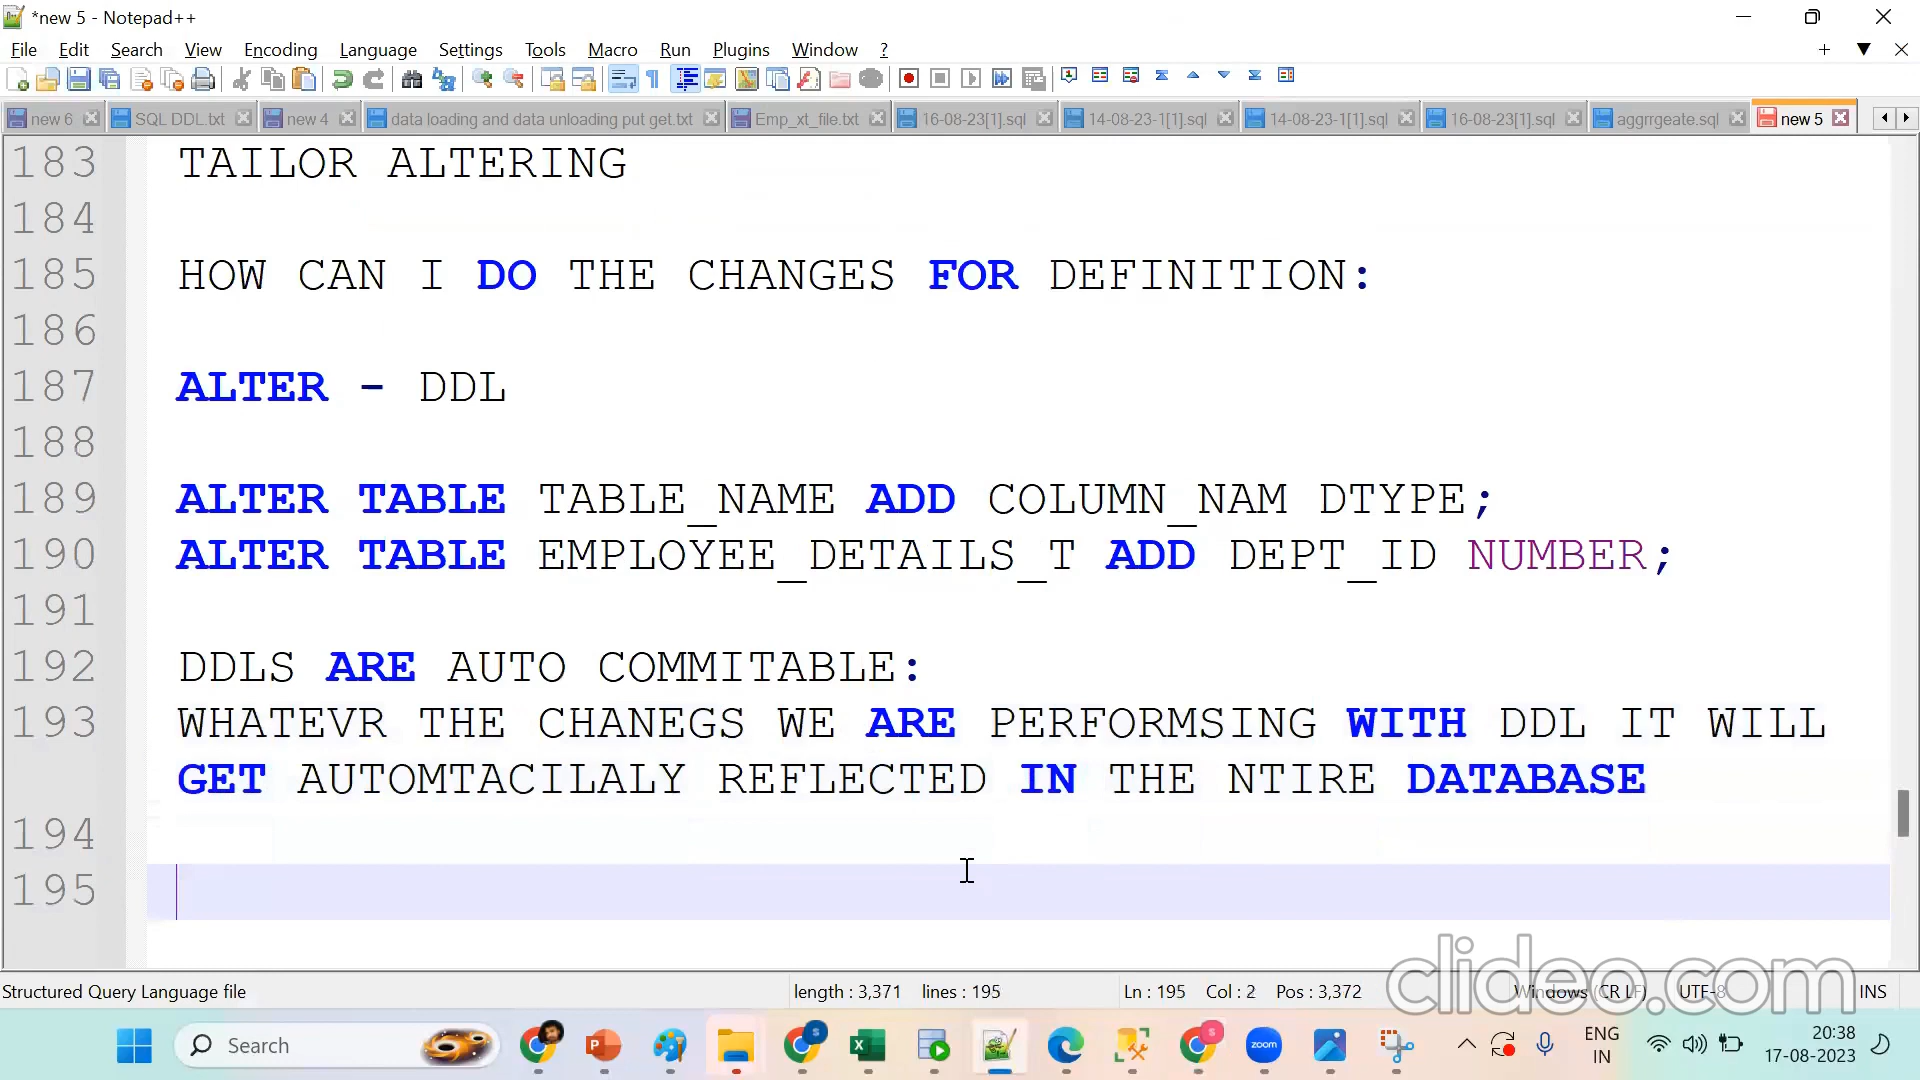 *new 5 - Notepad++
File Edit Search View Encoding Language Settings Tools Macro Run Plugins Window ?
new 6 SQL DDL.txt new 4 data loading and data unloading put get.txt Emp_xt_file.txt 16-08-23[1].sql 14-08-23-1[1].sql 14-08-23-1[1].sql 16-08-23[1].sql aggrrgeate.sql new 5
183 TAILOR ALTERING
184
185 HOW CAN I DO THE CHANGES FOR DEFINITION:
186
187 ALTER - DDL
188
189 ALTER TABLE TABLE_NAME ADD COLUMN_NAM DTYPE;
190 ALTER TABLE EMPLOYEE_DETAILS_T ADD DEPT_ID NUMBER;
191
192 DDLS ARE AUTO COMMITABLE:
193 WHATEVR THE CHANEGS WE ARE PERFORMSING WITH DDL IT WILL
GET AUTOMTACILALY REFLECTED IN THE NTIRE DATABASE
194
195
clideo.com
Structured Query Language file length : 3,371 lines : 195 Ln : 195 Col : 2 Pos : 3,372 Windows (CR LF) UTF-8 INS
Search zoom ENG 20:38
IN 17-08-2023